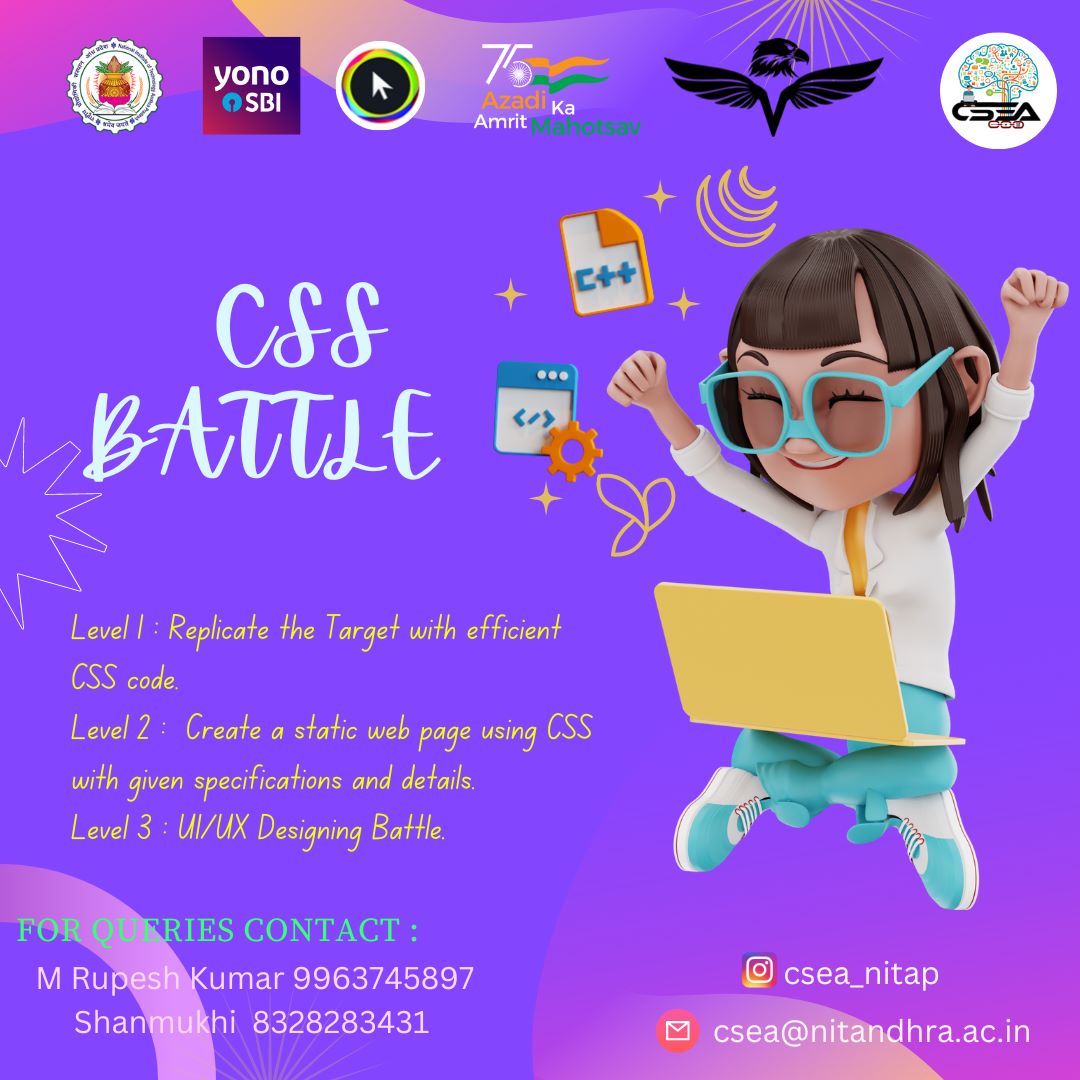 yono
SBI
75
Azadi Ka
Amrit Mahotsav
CSEA
C++
</>
CSS
BATTLE
Level 1 : Replicate the Target with efficient
CSS code.
Level 2 :  Create a static web page using CSS
with given specifications and details.
Level 3 : UI/UX Designing Battle.
FOR QUERIES CONTACT :
M Rupesh Kumar 9963745897
Shanmukhi  8328283431
csea_nitap
csea@nitandhra.ac.in